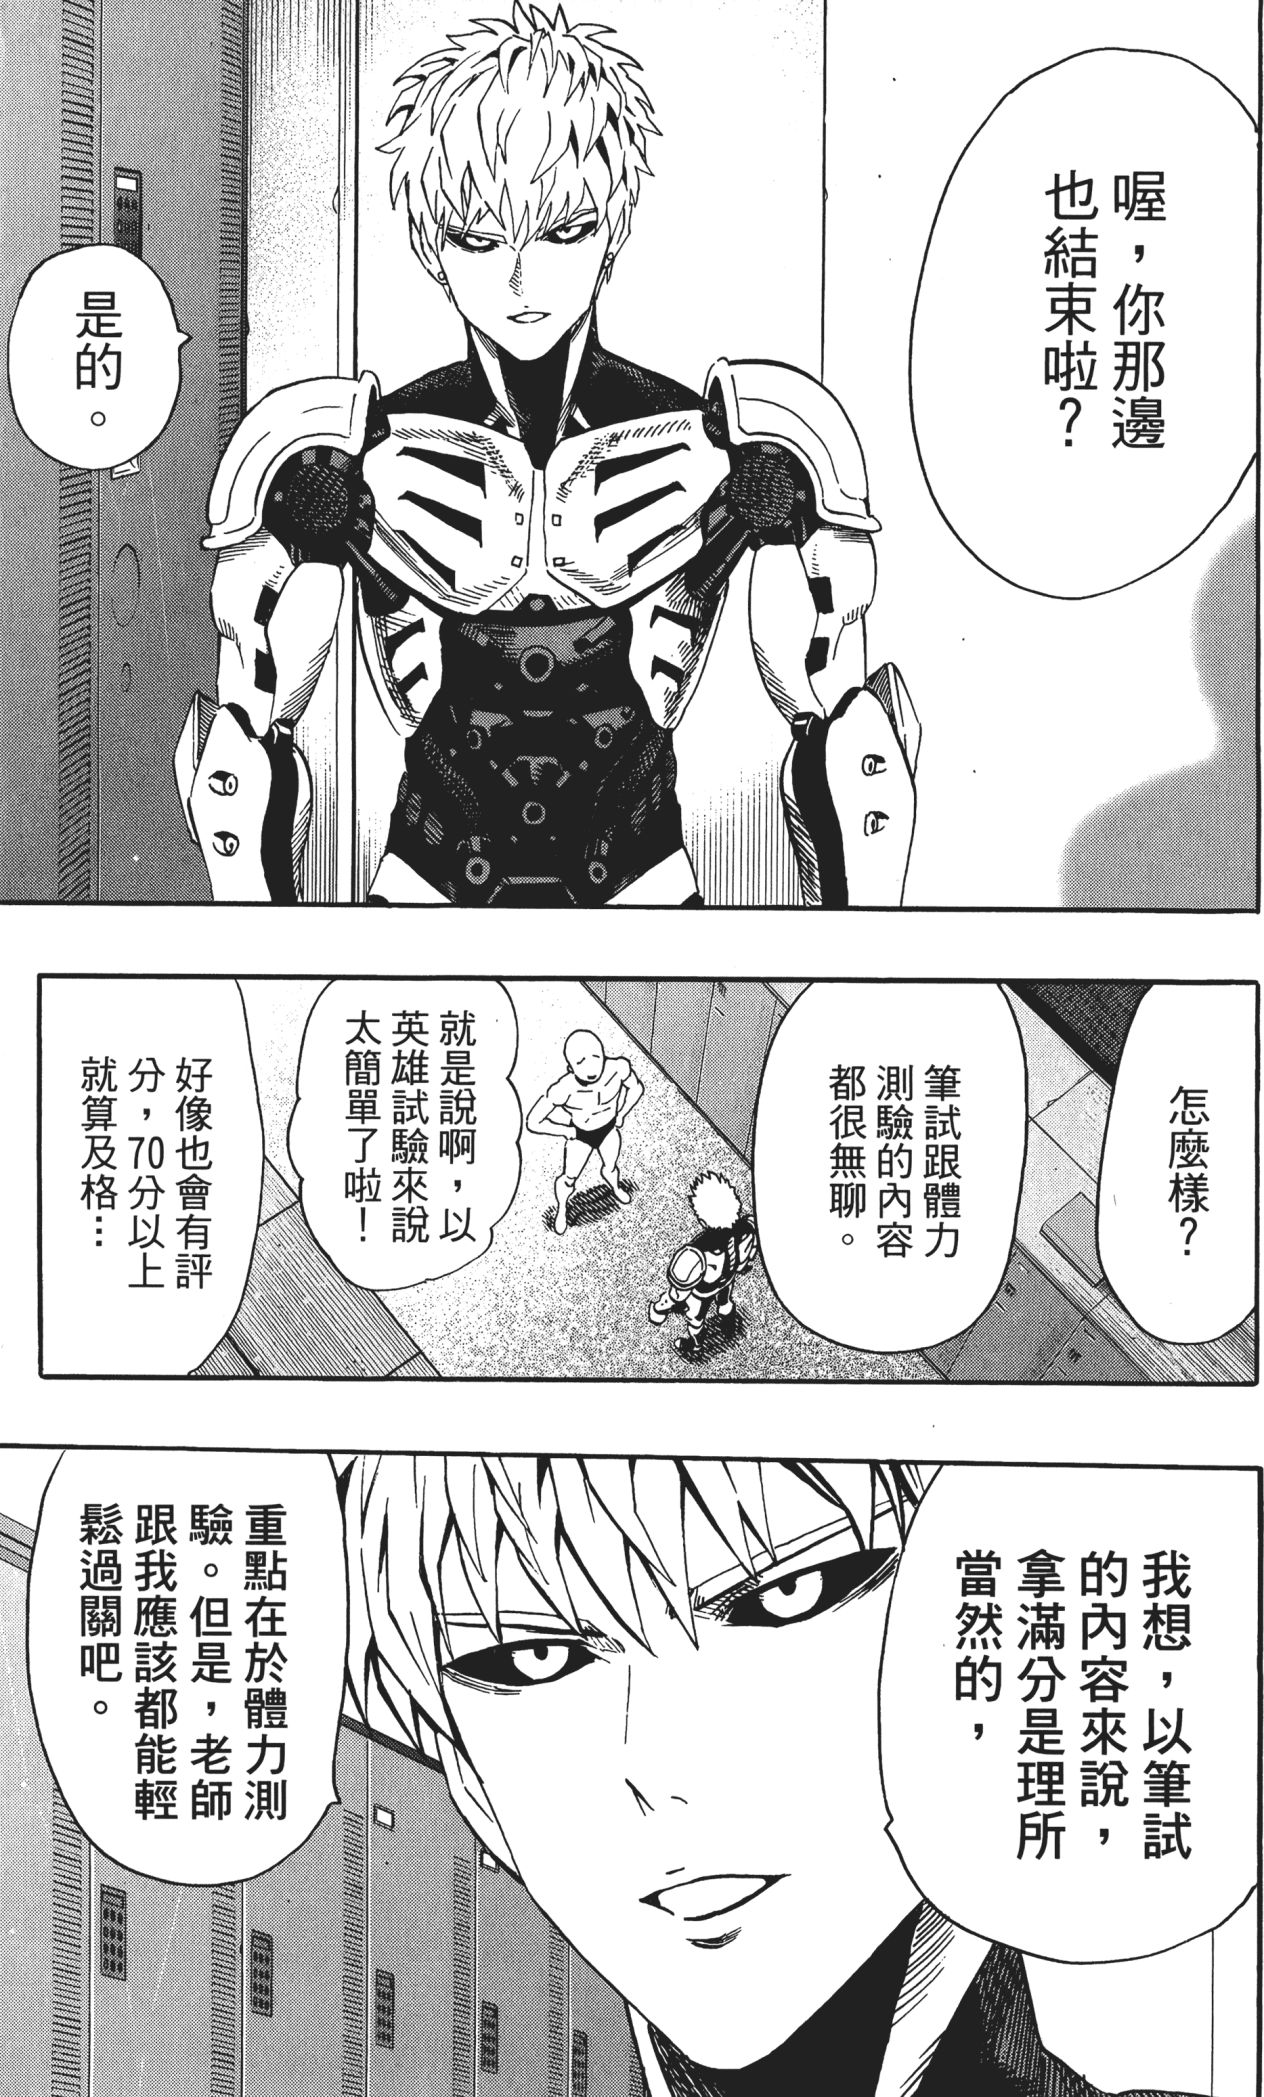 喔，你那邊
也結束啦？
是的。
怎麼樣？
筆試跟體力
測驗的內容
都很無聊。
就是說啊，以
英雄試驗來說
太簡單了啦！
好像也會有評
分，70分以上
就算及格…
我想，以筆試
的內容來說，
拿滿分是理所
當然的，
重點在於體力測
驗。但是，老師
跟我應該都能輕
鬆過關吧。